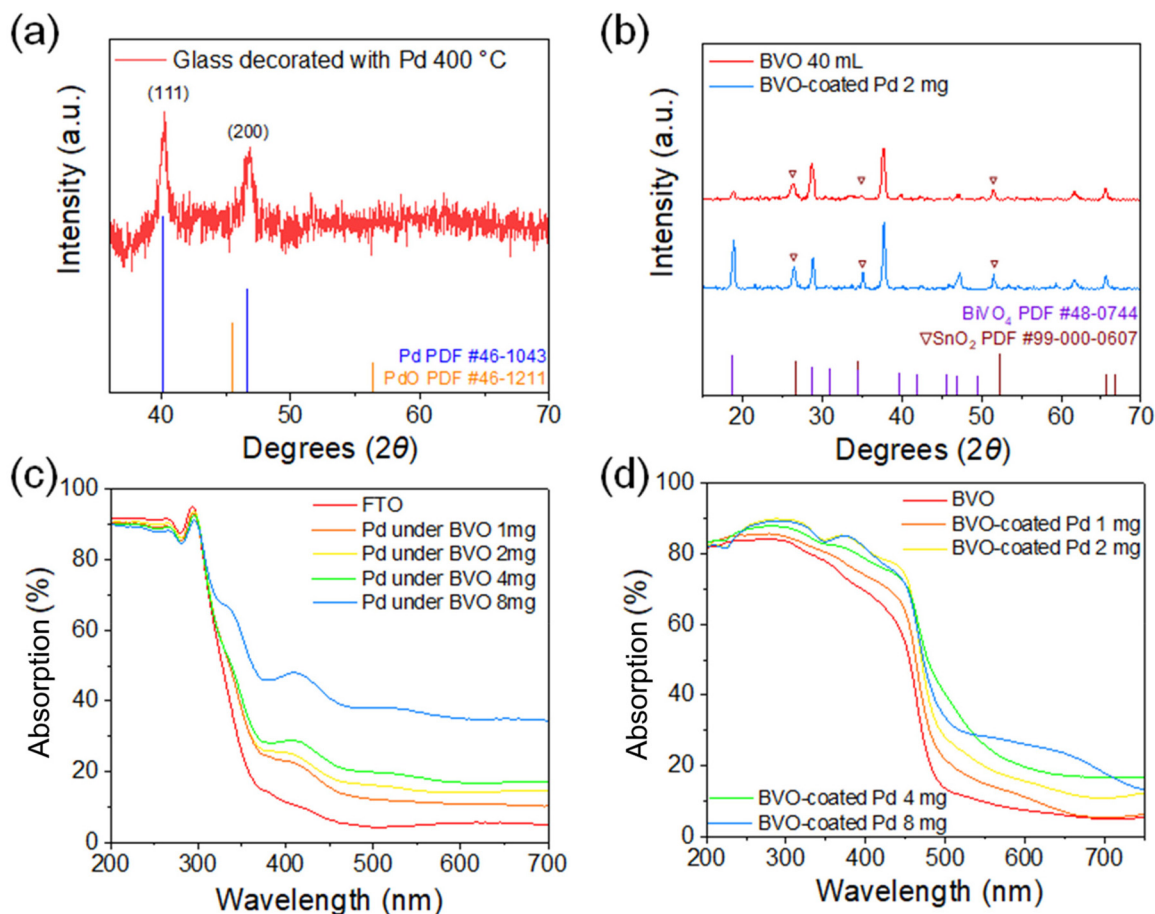 (a)
Glass decorated with Pd 400 °C
(111)
(200)
Intensity (a.u.)
Pd PDF #46-1043
PdO PDF #46-1211
40
50
60
70
Degrees (2θ)
(b)
BVO 40 mL
BVO-coated Pd 2 mg
Intensity (a.u.)
BiVO₄ PDF #48-0744
▽SnO₂ PDF #99-000-0607
20
30
40
50
60
70
Degrees (2θ)
(c)
100
80
60
40
20
0
Absorption (%)
FTO
Pd under BVO 1mg
Pd under BVO 2mg
Pd under BVO 4mg
Pd under BVO 8mg
200
300
400
500
600
700
Wavelength (nm)
(d)
100
80
60
40
20
0
Absorption (%)
BVO
BVO-coated Pd 1 mg
BVO-coated Pd 2 mg
BVO-coated Pd 4 mg
BVO-coated Pd 8 mg
200
300
400
500
600
700
Wavelength (nm)